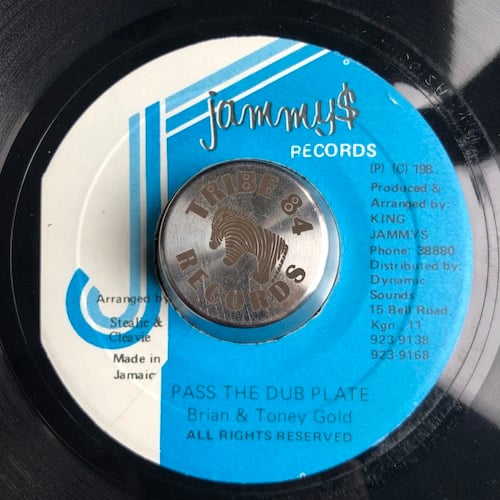 jammy$
RECORDS
(P) (C) 198
Produced &
Arranged by:
KING
JAMMYS
Phone: 38880
Distributed by:
Dynamic
Sounds
15 Bell Road,
Kgn 11
923-9138
923-9168
TRIBE 84
RECORDS
Arranged by
Stealie &
Cleavie
Made in
Jamaic
PASS THE DUB PLATE
Brian & Toney Gold
ALL RIGHTS RESERVED